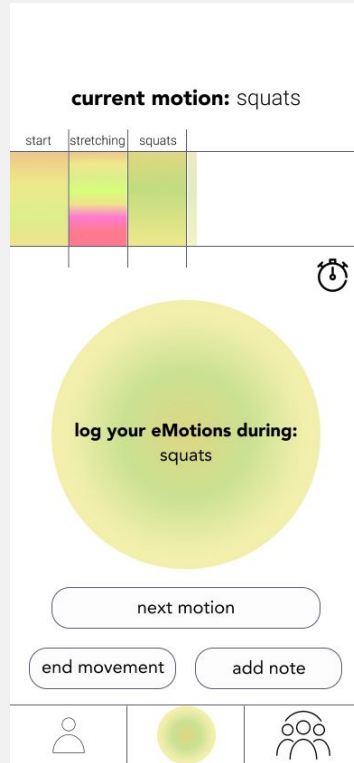 current motion: squats
start stretching squats
log your eMotions during:
squats
next motion
end movement add note